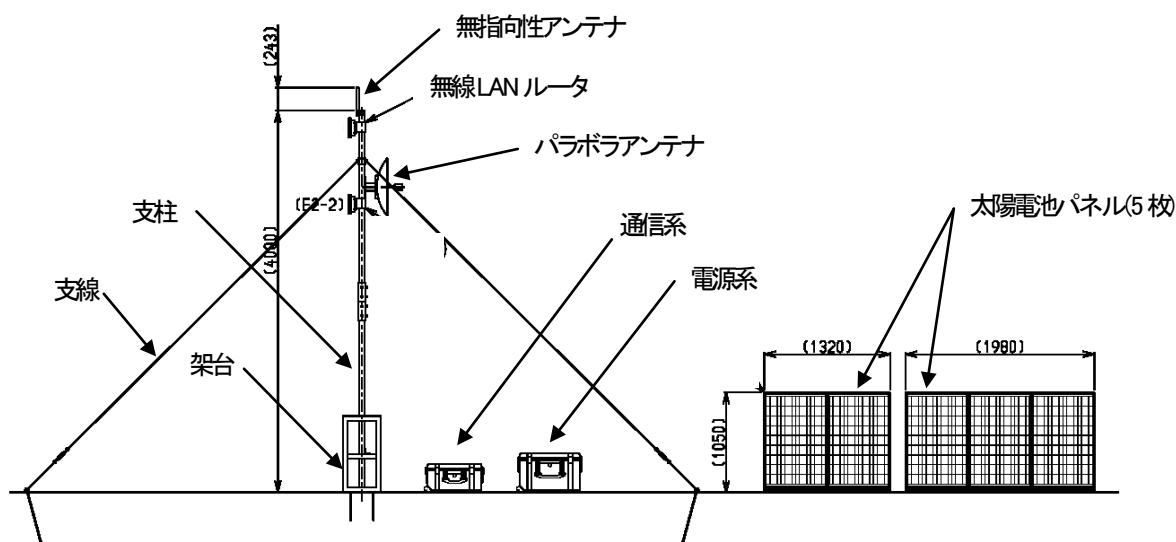 無指向性アンテナ
(243)
無線LANルータ
パラボラアンテナ
(E2-2)
支柱
(4000)
通信系
太陽電池パネル(5枚)
電源系
支線
架台
(1320)
(1980)
(1050)